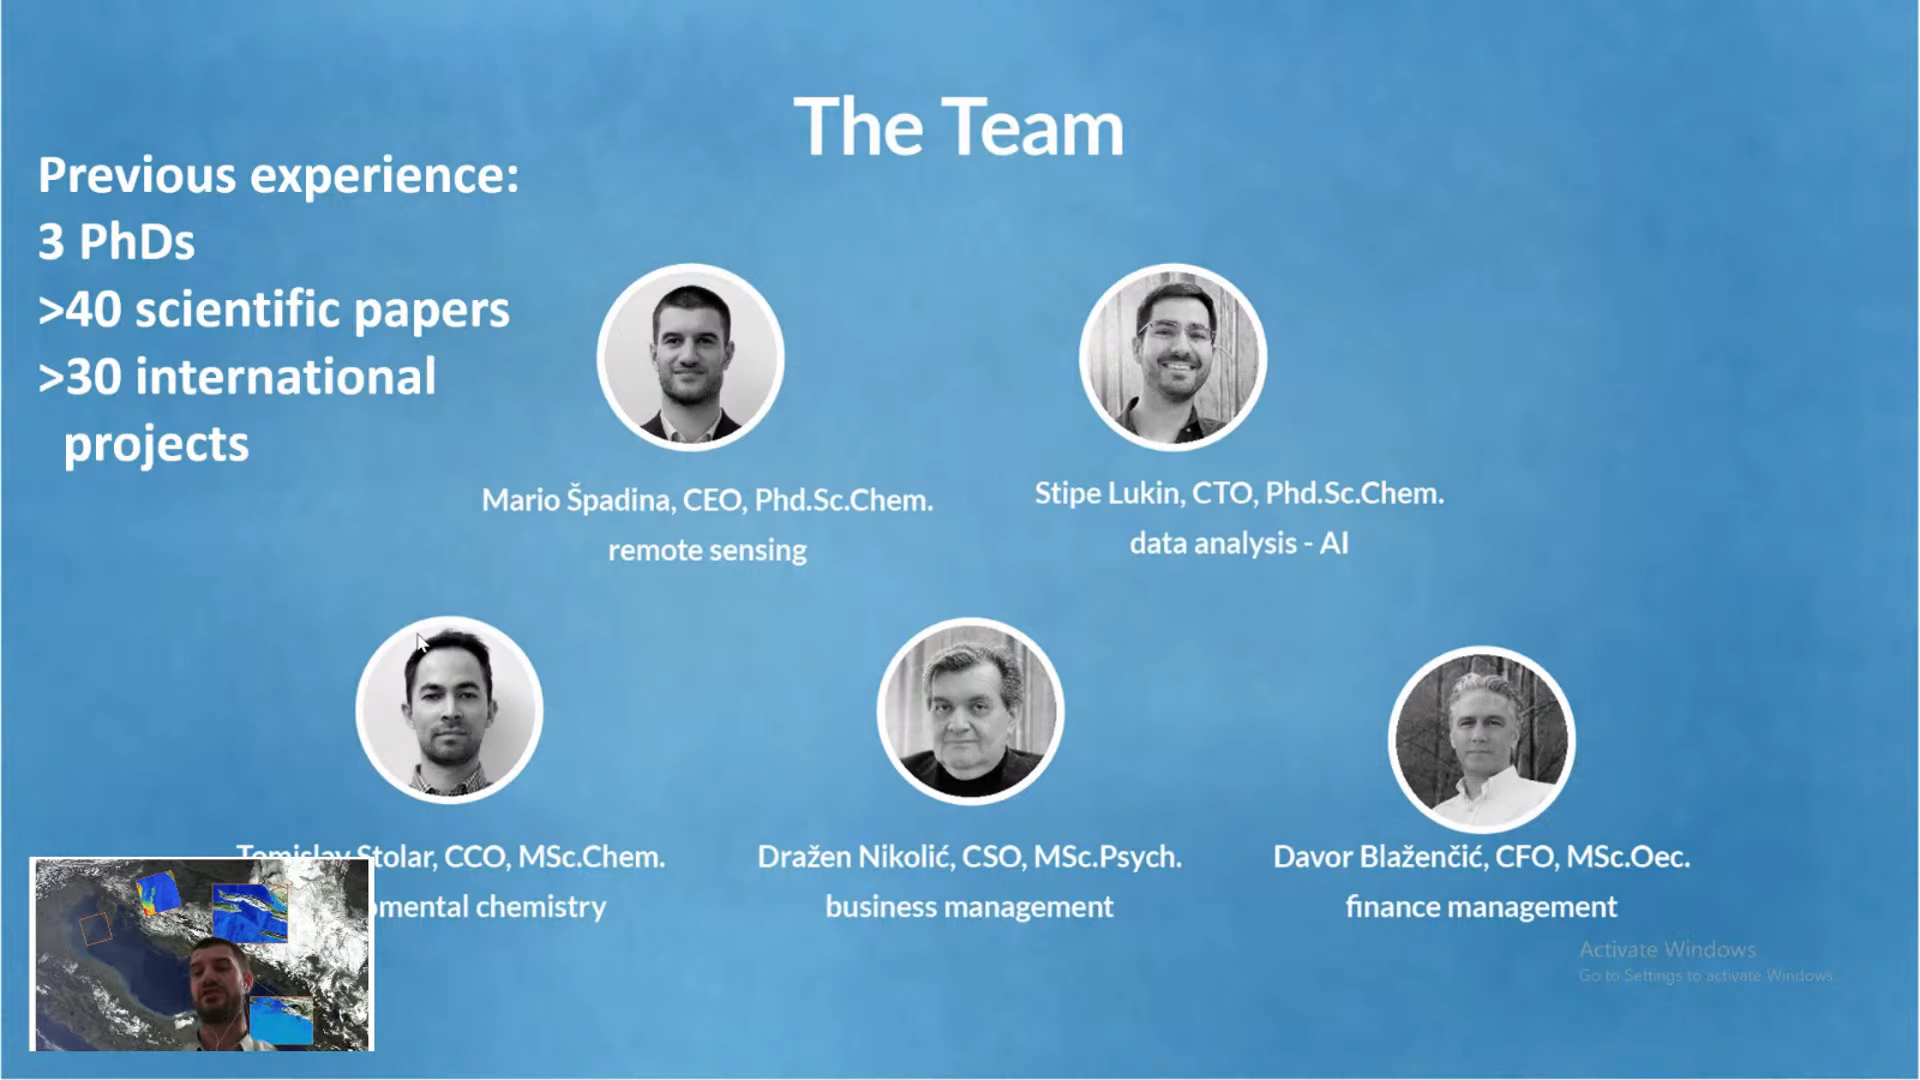 The Team
Previous experience:
3 PhDs
>40 scientific papers
>30 international
projects
Mario Špadina, CEO, Phd.Sc.Chem.
remote sensing
Stipe Lukin, CTO, Phd.Sc.Chem.
data analysis - AI
Stolar, CCO, MSc.Chem.
chemistry
Dražen Nikolić, CSO, MSc.Psych.
business management
Davor Blaženčić, CFO, MSc.Oec.
finance management
Activate Windows
Go to Settings to activate Windows.